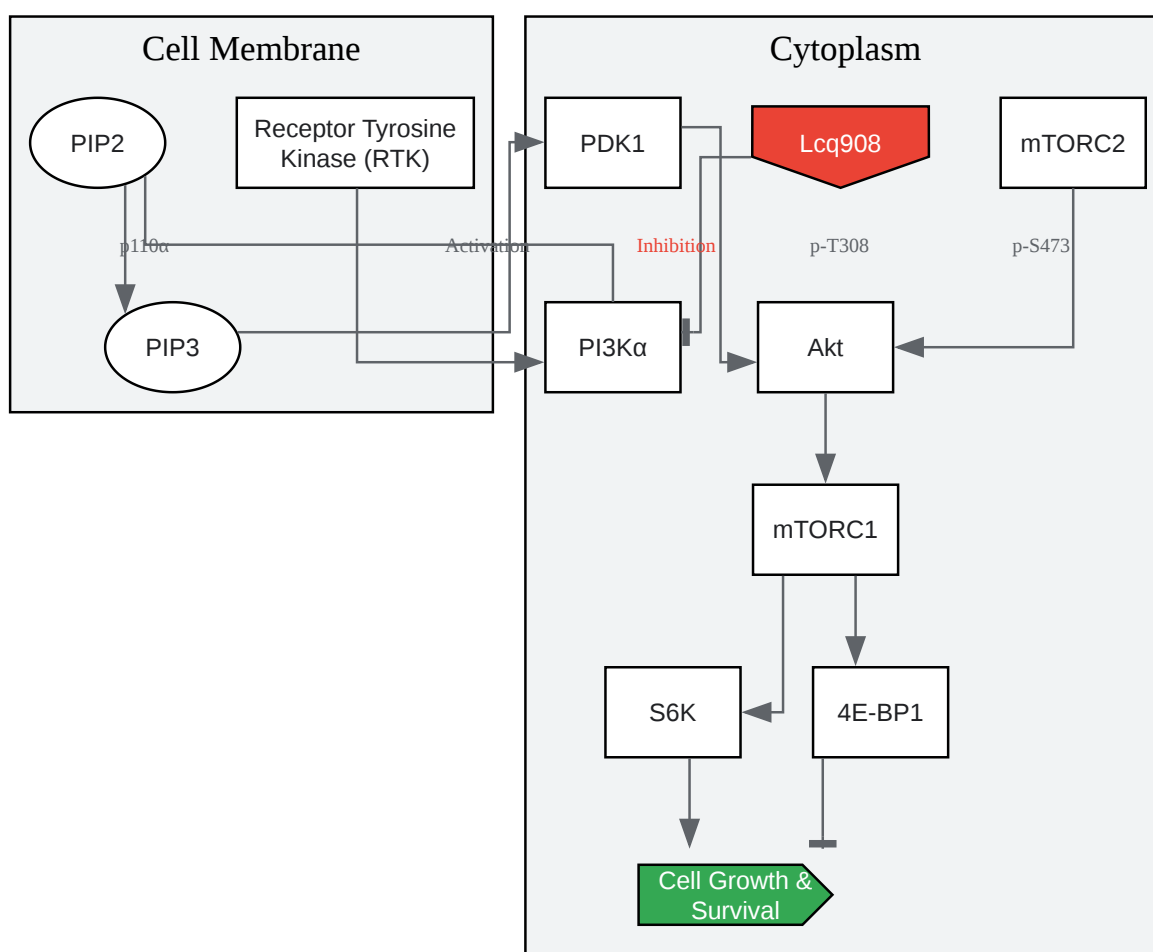 Cell Membrane
Cytoplasm
PIP2
Receptor Tyrosine
Kinase (RTK)
PDK1
Lcq908
mTORC2
p110α
Activation
Inhibition
p-T308
p-S473
PIP3
PI3Kα
Akt
mTORC1
S6K
4E-BP1
Cell Growth &
Survival